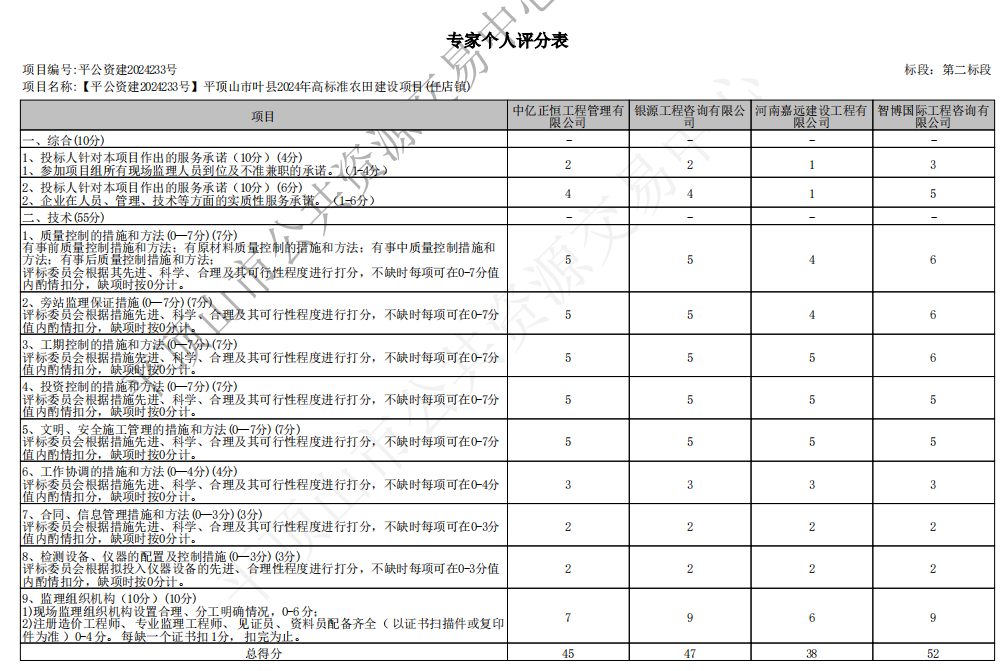 专家个人评分表
项目编号:平公资建2024233号
标段：第二标段
项目名称:【平公资建2024233号】平顶山市叶县2024年高标准农田建设项目(仟店镇)
项目
中亿正恒工程管理有限公司
银源工程咨询有限公司
河南嘉远建设工程有限公司
智博国际工程咨询有限公司
一、综合(10分) – – – –
1、投标人针对本项目作出的服务承诺（10分）(4分)
1、参加项目组所有现场监理人员到位及不准兼职的承诺。（1-4分）
2 2 1 3
2、投标人针对本项目作出的服务承诺（10分）(6分)
2、企业在人员、管理、技术等方面的实质性服务承诺。（1-6分）
4 4 1 5
二、技术(55分) – – – –
1、质量控制的措施和方法(0—7分)(7分)
有事前质量控制措施和方法；有原材料质量控制的措施和方法；有事中质量控制措施和
方法；有事后质量控制措施和方法；
评标委员会根据其先进、科学、合理及其可行性程度进行打分，不缺时每项可在0-7分值
内酌情扣分，缺项时按0分计。
5 5 4 6
2、旁站监理保证措施(0—7分)(7分)
评标委员会根据措施先进、科学、合理及其可行性程度进行打分，不缺时每项可在0-7分
值内酌情扣分，缺项时按0分计。
5 5 4 6
3、工期控制的措施和方法(0—7分)(7分)
评标委员会根据措施先进、科学、合理及其可行性程度进行打分，不缺时每项可在0-7分
值内酌情扣分，缺项时按0分计。
5 5 5 6
4、投资控制的措施和方法(0—7分)(7分)
评标委员会根据措施先进、科学、合理及其可行性程度进行打分，不缺时每项可在0-7分
值内酌情扣分，缺项时按0分计。
5 5 5 5
5、文明、安全施工管理的措施和方法(0—7分)(7分)
评标委员会根据措施先进、科学、合理及其可行性程度进行打分，不缺时每项可在0-7分
值内酌情扣分，缺项时按0分计。
5 5 5 5
6、工作协调的措施和方法(0—4分)(4分)
评标委员会根据措施先进、科学、合理及其可行性程度进行打分，不缺时每项可在0-4分
值内酌情扣分，缺项时按0分计。
3 3 3 3
7、合同、信息管理措施和方法(0—3分)(3分)
评标委员会根据措施先进、科学、合理及其可行性程度进行打分，不缺时每项可在0-3分
值内酌情扣分，缺项时按0分计。
2 2 2 2
8、检测设备、仪器的配置及控制措施(0—3分)(3分)
评标委员会根据拟投入仪器设备的先进、合理性程度进行打分，不缺时每项可在0-3分值
内酌情扣分，缺项时按0分计。
2 2 2 2
9、监理组织机构（10分）(10分)
1)现场监理组织机构设置合理、分工明确情况，0-6分；
2)注册造价工程师、专业监理工程师、见证员、资料员配备齐全（以证书扫描件或复印
件为准）0-4分。每缺一个证书扣1分，扣完为止。
7 9 6 9
总得分 45 47 38 52
平顶山市公共资源交易中心
平顶山市公共资源交易中心